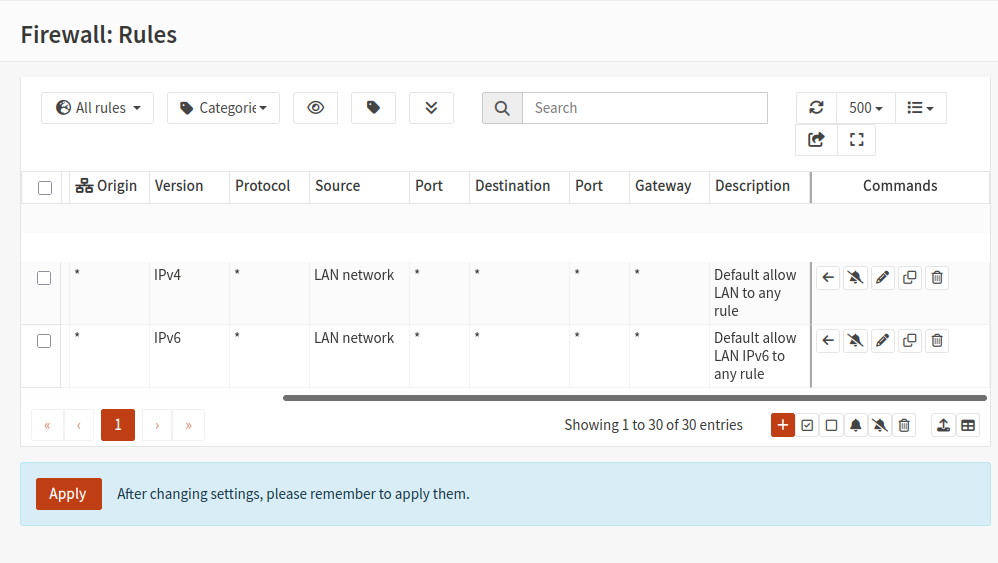 Firewall: Rules
All rules
Categorie
Search
500
Origin Version Protocol Source Port Destination Port Gateway Description Commands
* IPv4 * LAN network * * * * Default allow
LAN to any
rule
* IPv6 * LAN network * * * * Default allow
LAN IPv6 to
any rule
« ‹ 1 › » Showing 1 to 30 of 30 entries
Apply After changing settings, please remember to apply them.